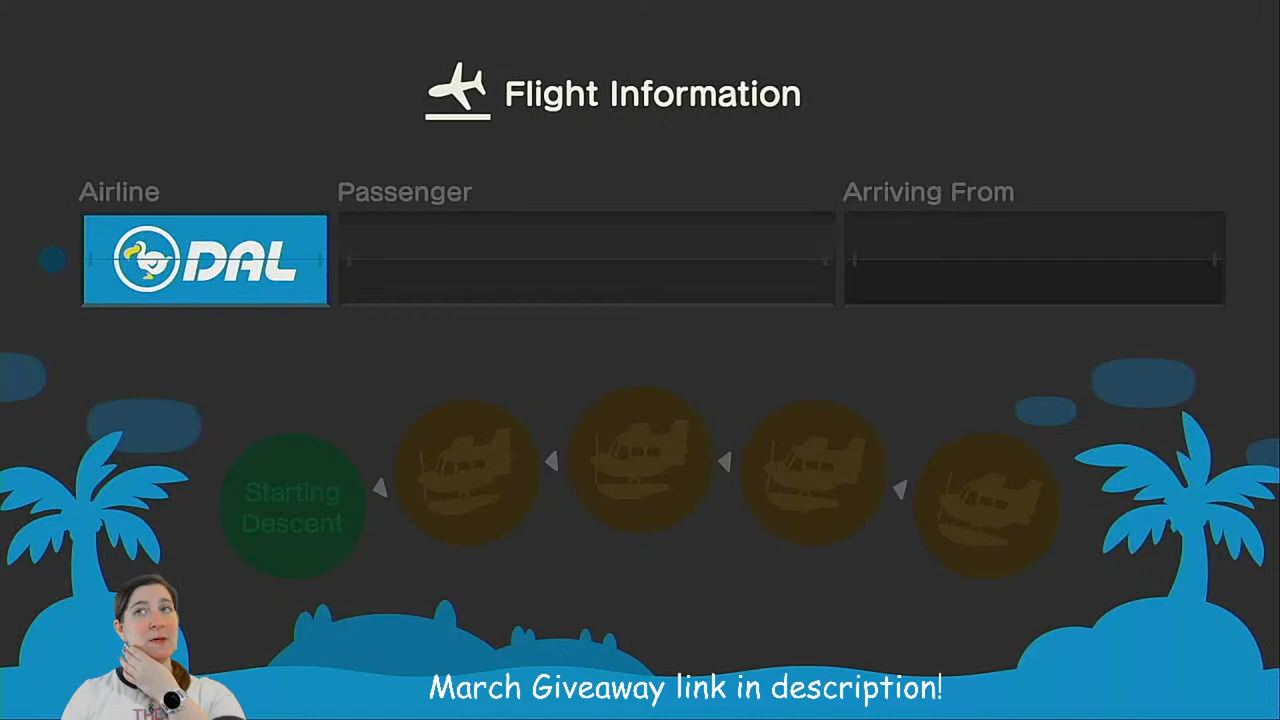 Flight Information
Airline
Passenger
Arriving From
DAL
Starting
Descent
March Giveaway link in description!